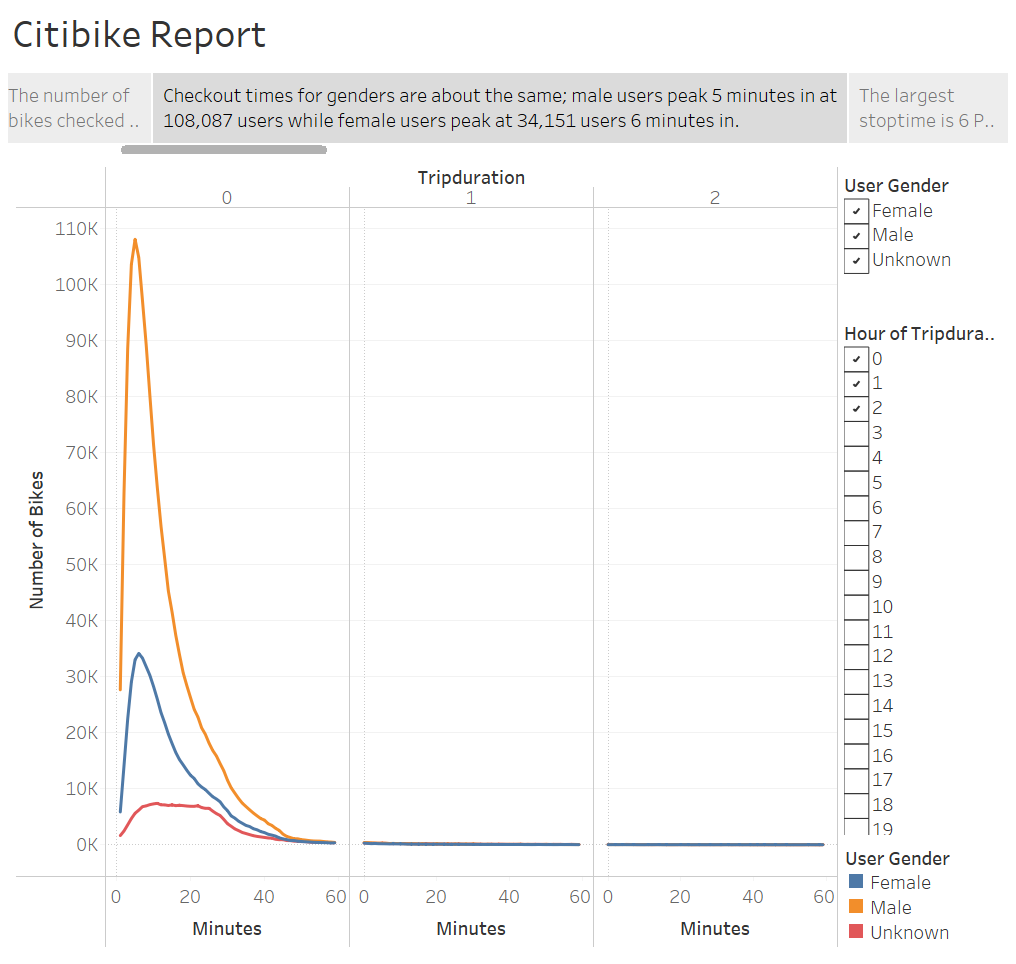 Citibike Report
The number of
bikes checked ..
Checkout times for genders are about the same; male users peak 5 minutes in at
108,087 users while female users peak at 34,151 users 6 minutes in.
The largest
stoptime is 6 P..
Tripduration
0 1 2
110K
100K
90K
80K
70K
60K
50K
40K
30K
20K
10K
0K
Number of Bikes
0 20 40 60 0 20 40 60 0 20 40 60
Minutes Minutes Minutes
User Gender
Female
Male
Unknown
Hour of Tripdura..
0
1
2
3
4
5
6
7
8
9
10
11
12
13
14
15
16
17
18
19
User Gender
Female
Male
Unknown